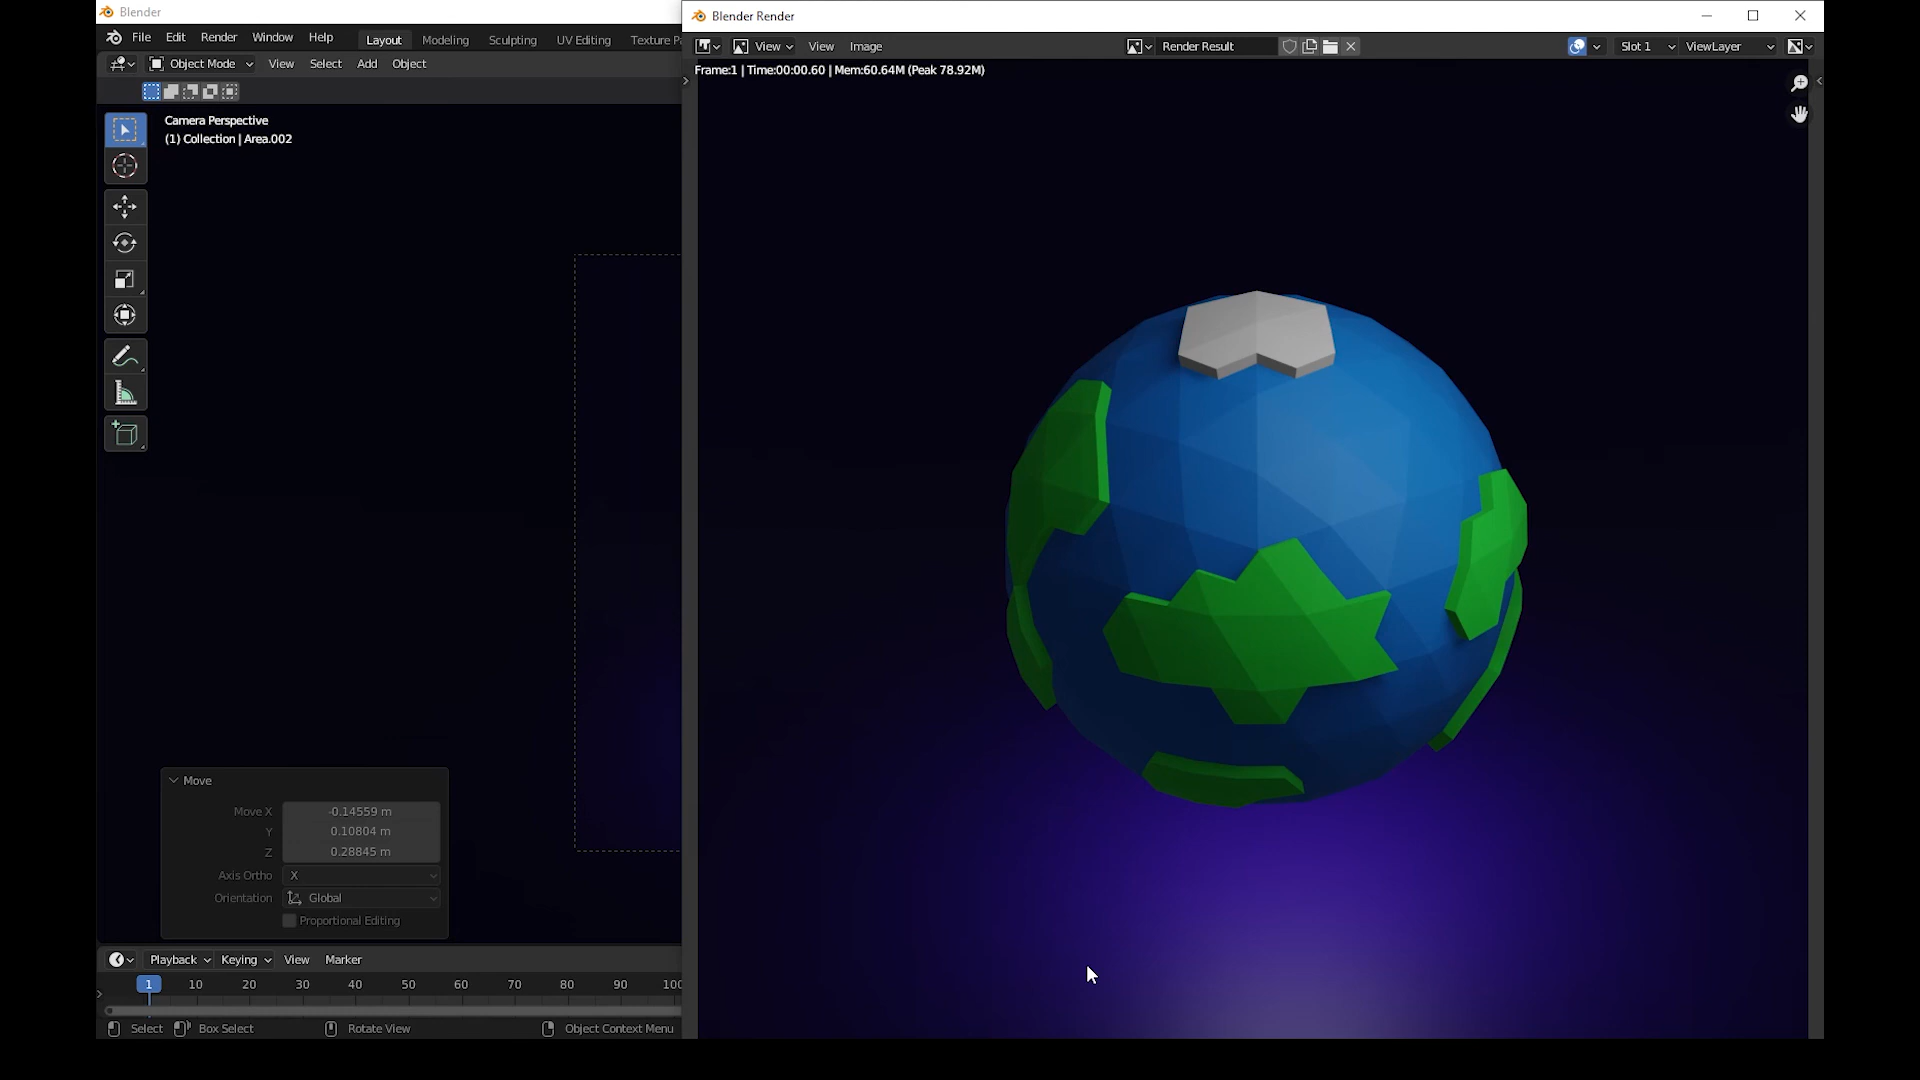 Blender
File Edit Render Window Help Layout Modeling Sculpting UV Editing Texture Pa
Object Mode View Select Add Object
Camera Perspective
(1) Collection | Area.002
Move
Move X -0.14559 m
Y 0.10804 m
Z 0.28845 m
Axis Ortho X
Orientation Global
Proportional Editing
Playback Keying View Marker
1 10 20 30 40 50 60 70 80 90 100
Select Box Select Rotate View Object Context Menu
Blender Render
View View Image Render Result Slot 1 ViewLayer
Frame:1 | Time:00:00.60 | Mem:60.64M (Peak 78.92M)